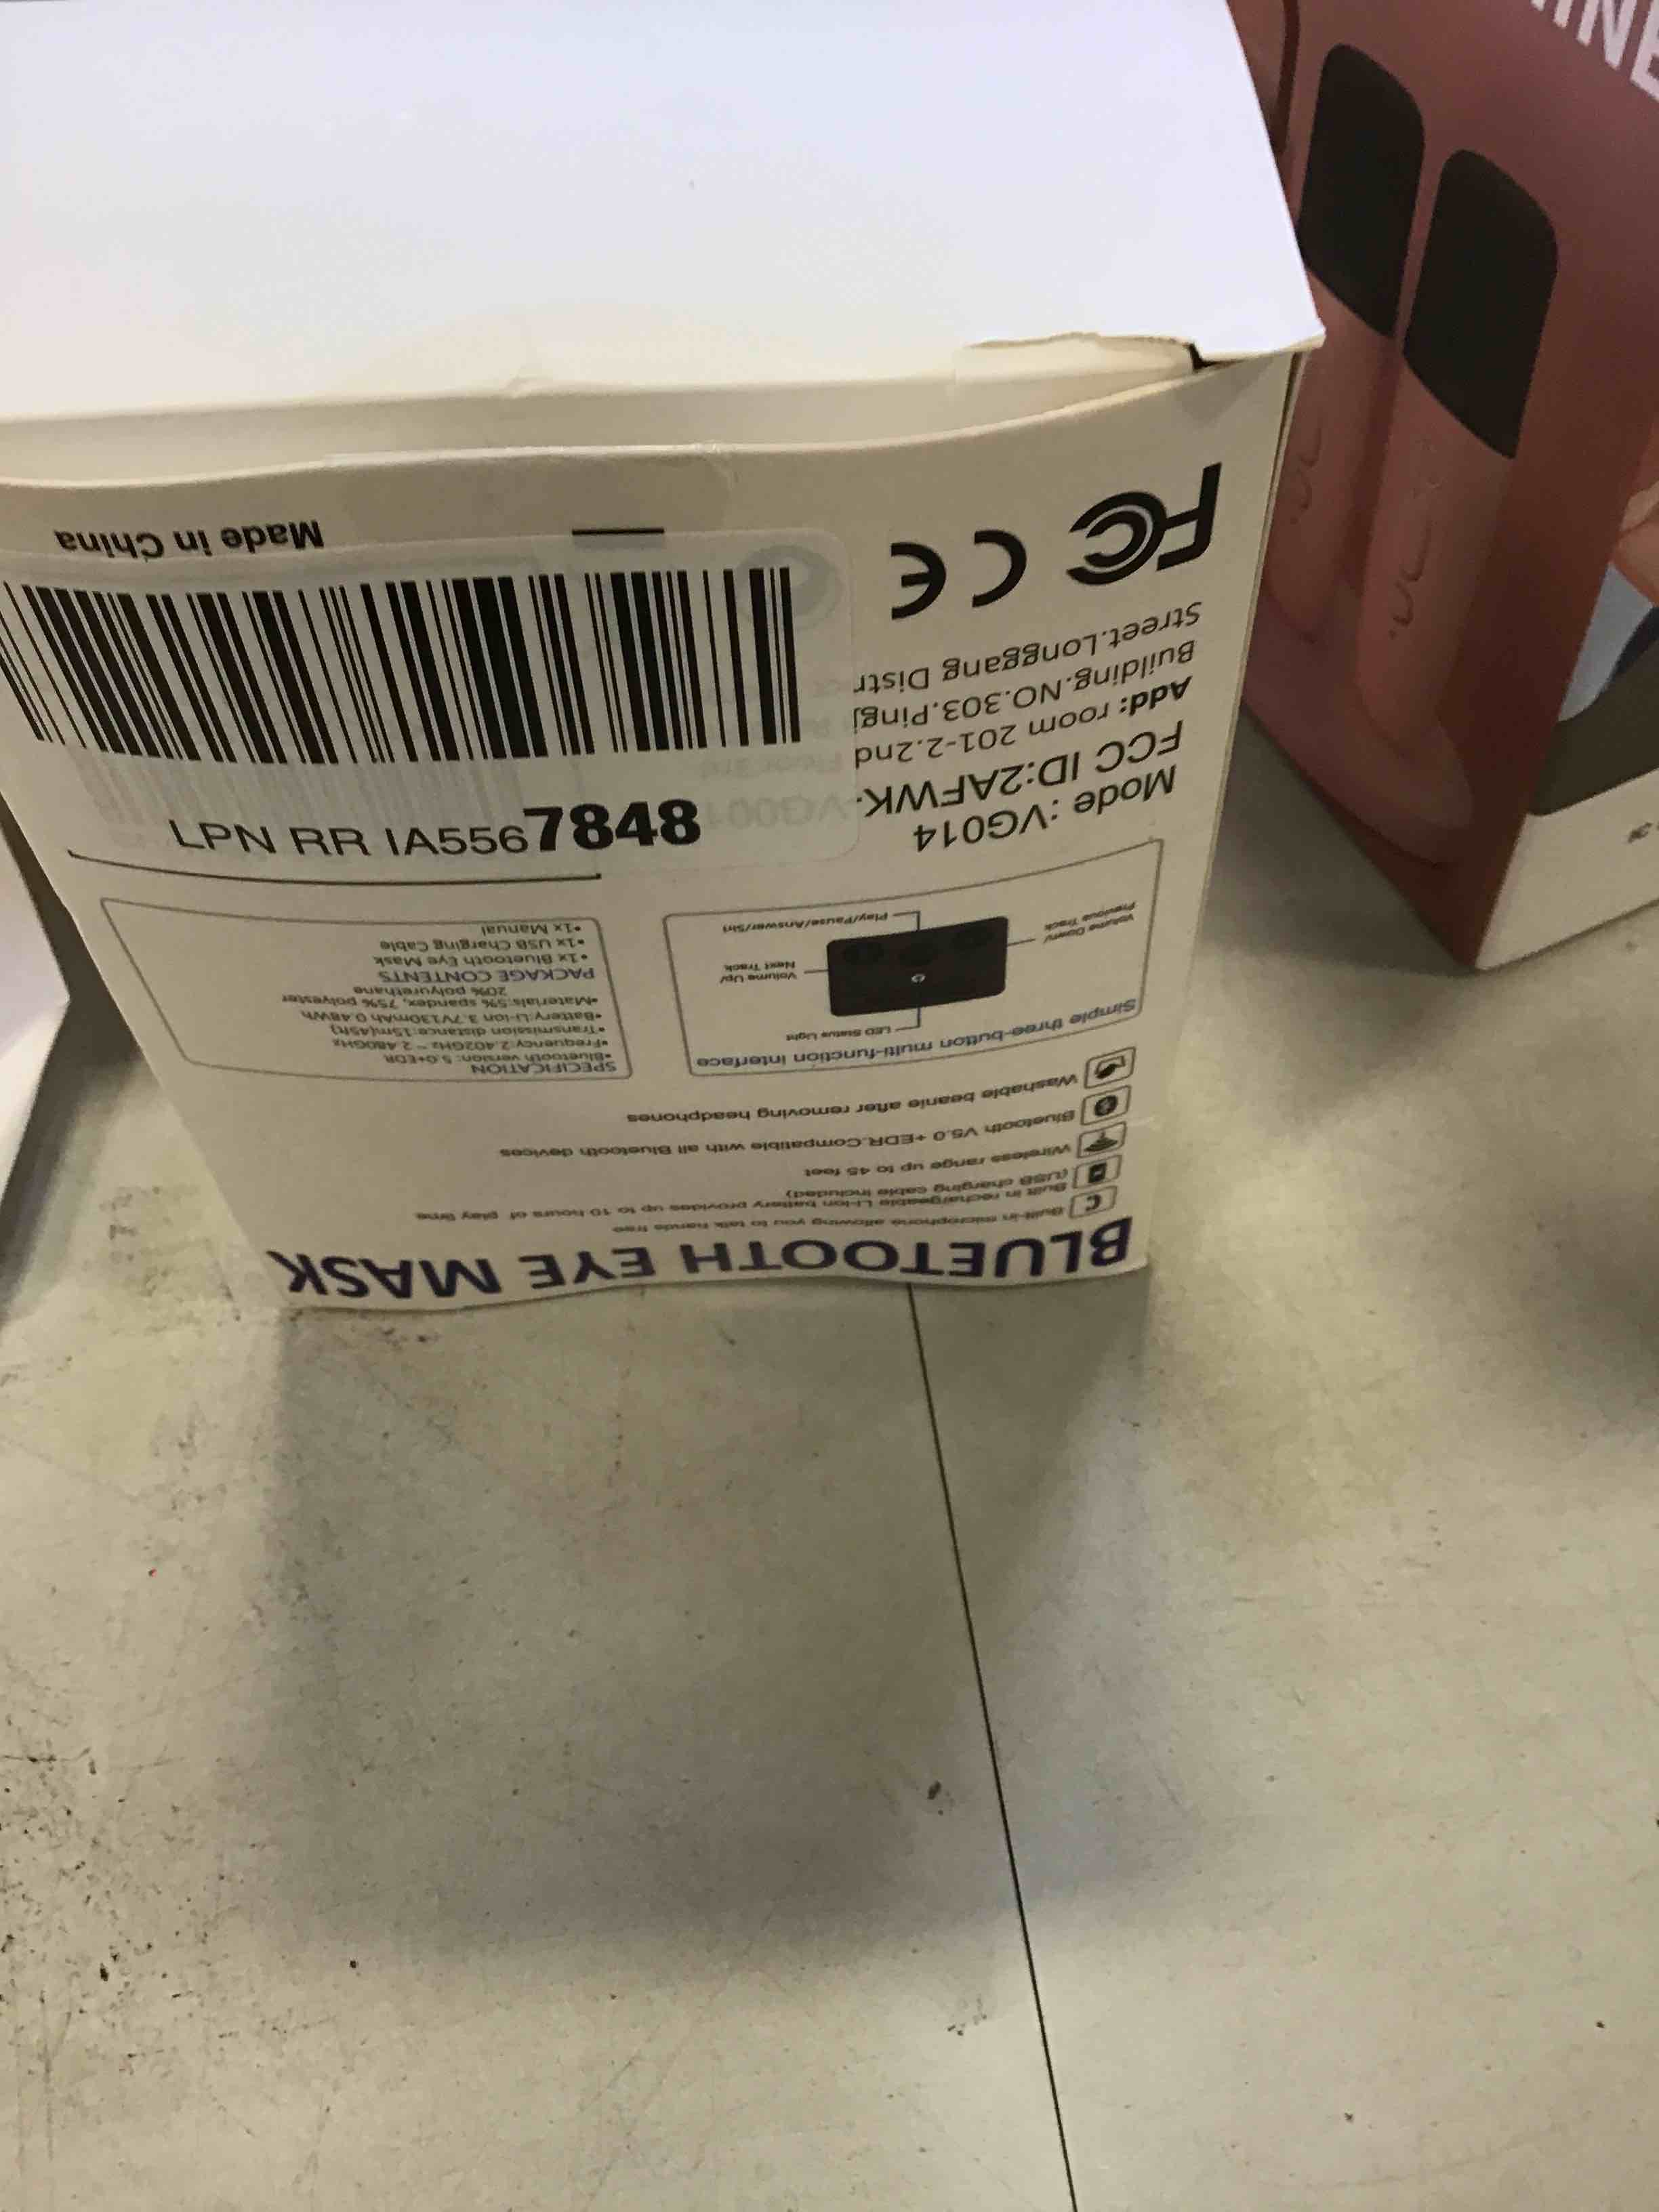 BLUETOOTH EYE MASK
Built-in microphone allowing you to talk hands free
Built in rechargeable Li-ion battery provides up to 10 hours of play time
(USB charging cable included)
Wireless range up to 45 feet
Bluetooth V5.0 +EDR.Compatible with all Bluetooth devices
Washable beanie after removing headphones
Simple three-button multi-function interface
LED Status Light
Volume Down/
Previous Track
Volume Up/
Next Track
Play/Pause/Answer/Siri
SPECIFICATION
•Bluetooth version: 5.0+EDR
•Frequency:2.402GHz ~ 2.480GHz
•Transmission distance:15m(45ft)
•Battery:Li-ion 3.7V130mAh 0.48Wh
•Materials:5% spandex, 75% polyester
20% polyurethane
PACKAGE CONTENTS
•1x Bluetooth Eye Mask
•1x USB Charging Cable
•1x Manual
Mode : VG014
FCC ID:2AFWK-VG001
Add: room 201-2.2nd Floor
Building.NO.303.Ping
Street.Longgang Distr
FC CE
Made in China
LPN RR IA5567848